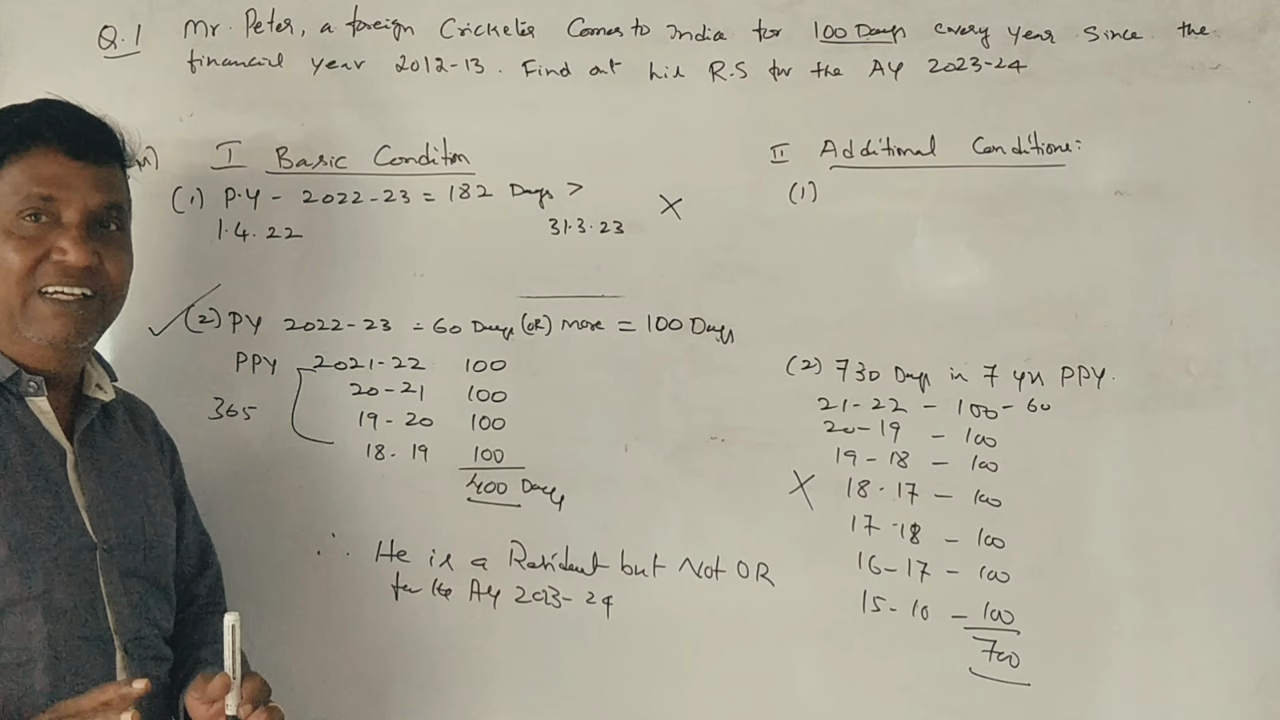 Q.1 Mr. Peter, a foreign Cricketer Comes to India for 100 Days every year since the
financial year 2012-13. Find out his R.S for the AY 2023-24
I Basic Condition
(1) P.Y - 2022-23 = 182 Days > X
1.4.22 31.3.23
(2) PY 2022-23 = 60 Days (OR) more = 100 Days
PPY 2021-22 100
20-21 100
365
19-20 100
18-19 100
400 Days
∴ He is a Resident but Not OR
for the AY 2023-24
II Additional Conditions:
(1)
(2) 730 Days in 7 yrs PPY.
21-22 - 100-60
20-19 - 100
19-18 - 100
X 18-17 - 100
17-18 - 100
16-17 - 100
15-10 - 100
700